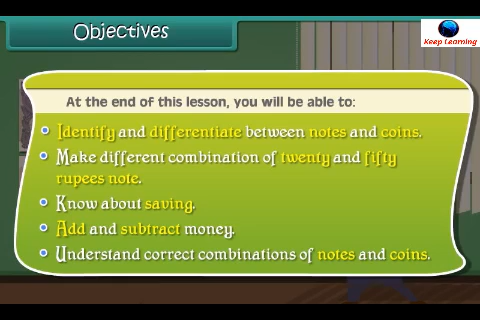 Objectives
Keep Learning
At the end of this lesson, you will be able to:
Identify and differentiate between notes and coins.
Make different combination of twenty and fifty
rupees note.
Know about saving.
Add and subtract money.
Understand correct combinations of notes and coins.